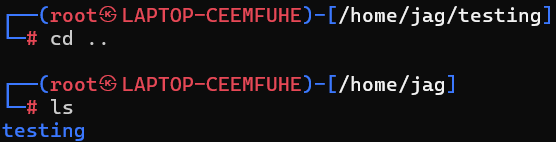 ┌──(root㉿LAPTOP-CEEMFUHE)-[/home/jag/testing]
└─# cd ..
┌──(root㉿LAPTOP-CEEMFUHE)-[/home/jag]
└─# ls
testing